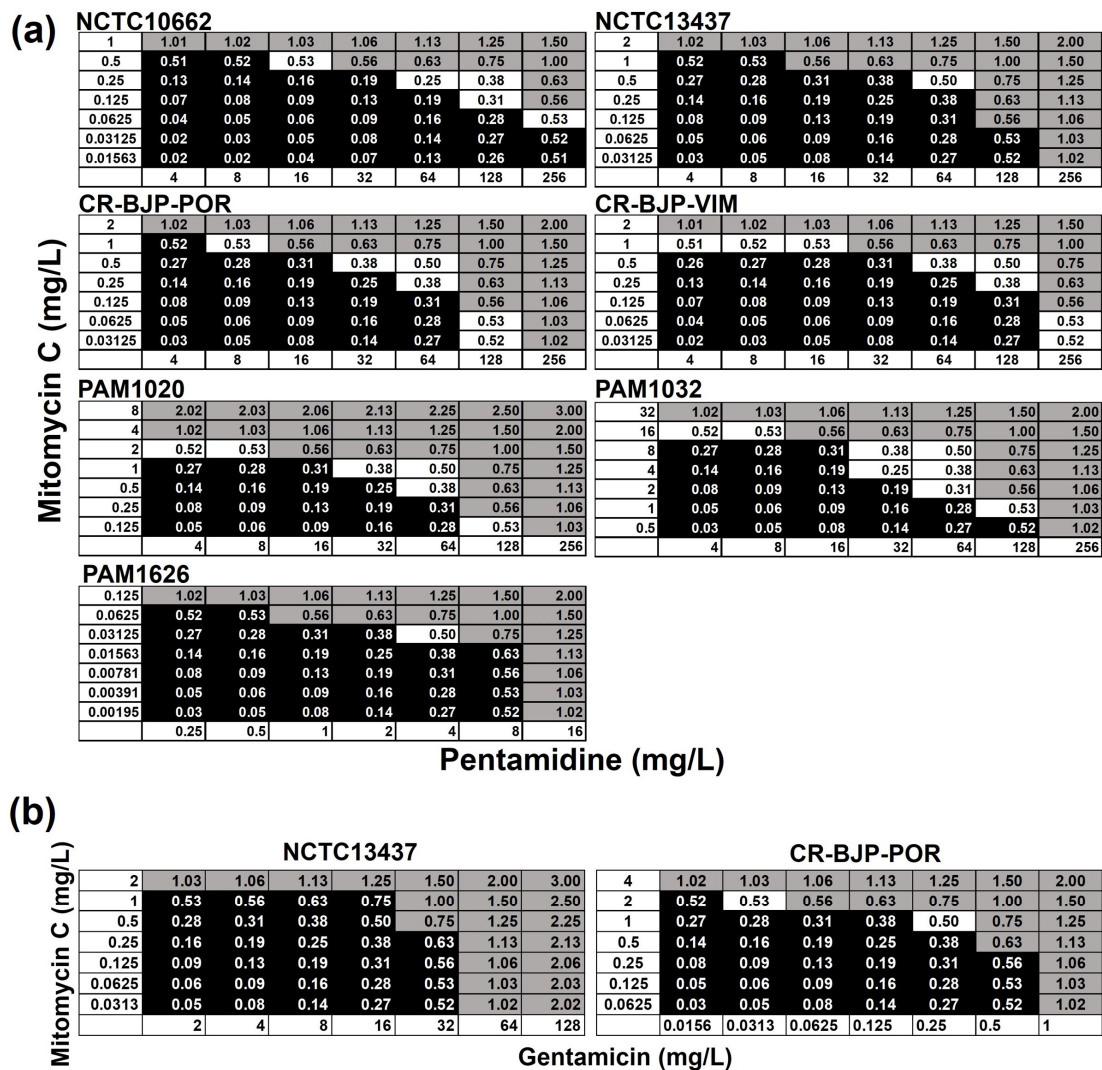 (a)
NCTC10662 NCTC13437
1 1.01 1.02 1.03 1.06 1.13 1.25 1.50 2 1.02 1.03 1.06 1.13 1.25 1.50 2.00
0.5 0.51 0.52 0.53 0.56 0.63 0.75 1.00 1 0.52 0.53 0.56 0.63 0.75 1.00 1.50
0.25 0.13 0.14 0.16 0.19 0.25 0.38 0.63 0.5 0.27 0.28 0.31 0.38 0.50 0.75 1.25
0.125 0.07 0.08 0.09 0.13 0.19 0.31 0.56 0.25 0.14 0.16 0.19 0.25 0.38 0.63 1.13
0.0625 0.04 0.05 0.06 0.09 0.16 0.28 0.53 0.125 0.08 0.09 0.13 0.19 0.31 0.56 1.06
0.03125 0.02 0.03 0.05 0.08 0.14 0.27 0.52 0.0625 0.05 0.06 0.09 0.16 0.28 0.53 1.03
0.01563 0.02 0.02 0.04 0.07 0.13 0.26 0.51 0.03125 0.03 0.05 0.08 0.14 0.27 0.52 1.02
4 8 16 32 64 128 256 4 8 16 32 64 128 256
CR-BJP-POR CR-BJP-VIM
2 1.02 1.03 1.06 1.13 1.25 1.50 2.00 2 1.01 1.02 1.03 1.06 1.13 1.25 1.50
1 0.52 0.53 0.56 0.63 0.75 1.00 1.50 1 0.51 0.52 0.53 0.56 0.63 0.75 1.00
0.5 0.27 0.28 0.31 0.38 0.50 0.75 1.25 0.5 0.26 0.27 0.28 0.31 0.38 0.50 0.75
0.25 0.14 0.16 0.19 0.25 0.38 0.63 1.13 0.25 0.13 0.14 0.16 0.19 0.25 0.38 0.63
0.125 0.08 0.09 0.13 0.19 0.31 0.56 1.06 0.125 0.07 0.08 0.09 0.13 0.19 0.31 0.56
0.0625 0.05 0.06 0.09 0.16 0.28 0.53 1.03 0.0625 0.04 0.05 0.06 0.09 0.16 0.28 0.53
0.03125 0.03 0.05 0.08 0.14 0.27 0.52 1.02 0.03125 0.02 0.03 0.05 0.08 0.14 0.27 0.52
4 8 16 32 64 128 256 4 8 16 32 64 128 256
Mitomycin C (mg/L)
PAM1020 PAM1032
8 2.02 2.03 2.06 2.13 2.25 2.50 3.00 32 1.02 1.03 1.06 1.13 1.25 1.50 2.00
4 1.02 1.03 1.06 1.13 1.25 1.50 2.00 16 0.52 0.53 0.56 0.63 0.75 1.00 1.50
2 0.52 0.53 0.56 0.63 0.75 1.00 1.50 8 0.27 0.28 0.31 0.38 0.50 0.75 1.25
1 0.27 0.28 0.31 0.38 0.50 0.75 1.25 4 0.14 0.16 0.19 0.25 0.38 0.63 1.13
0.5 0.14 0.16 0.19 0.25 0.38 0.63 1.13 2 0.08 0.09 0.13 0.19 0.31 0.56 1.06
0.25 0.08 0.09 0.13 0.19 0.31 0.56 1.06 1 0.05 0.06 0.09 0.16 0.28 0.53 1.03
0.125 0.05 0.06 0.09 0.16 0.28 0.53 1.03 0.5 0.03 0.05 0.08 0.14 0.27 0.52 1.02
4 8 16 32 64 128 256 4 8 16 32 64 128 256
PAM1626
0.125 1.02 1.03 1.06 1.13 1.25 1.50 2.00
0.0625 0.52 0.53 0.56 0.63 0.75 1.00 1.50
0.03125 0.27 0.28 0.31 0.38 0.50 0.75 1.25
0.01563 0.14 0.16 0.19 0.25 0.38 0.63 1.13
0.00781 0.08 0.09 0.13 0.19 0.31 0.56 1.06
0.00391 0.05 0.06 0.09 0.16 0.28 0.53 1.03
0.00195 0.03 0.05 0.08 0.14 0.27 0.52 1.02
0.25 0.5 1 2 4 8 16
Pentamidine (mg/L)
(b)
NCTC13437 CR-BJP-POR
2 1.03 1.06 1.13 1.25 1.50 2.00 3.00 4 1.02 1.03 1.06 1.13 1.25 1.50 2.00
1 0.53 0.56 0.63 0.75 1.00 1.50 2.50 2 0.52 0.53 0.56 0.63 0.75 1.00 1.50
0.5 0.28 0.31 0.38 0.50 0.75 1.25 2.25 1 0.27 0.28 0.31 0.38 0.50 0.75 1.25
0.25 0.16 0.19 0.25 0.38 0.63 1.13 2.13 0.5 0.14 0.16 0.19 0.25 0.38 0.63 1.13
0.125 0.09 0.13 0.19 0.31 0.56 1.06 2.06 0.25 0.08 0.09 0.13 0.19 0.31 0.56 1.06
0.0625 0.06 0.09 0.16 0.28 0.53 1.03 2.03 0.125 0.05 0.06 0.09 0.16 0.28 0.53 1.03
0.0313 0.05 0.08 0.14 0.27 0.52 1.02 2.02 0.0625 0.03 0.05 0.08 0.14 0.27 0.52 1.02
2 4 8 16 32 64 128 0.0156 0.0313 0.0625 0.125 0.25 0.5 1
Mitomycin C (mg/L)
Gentamicin (mg/L)